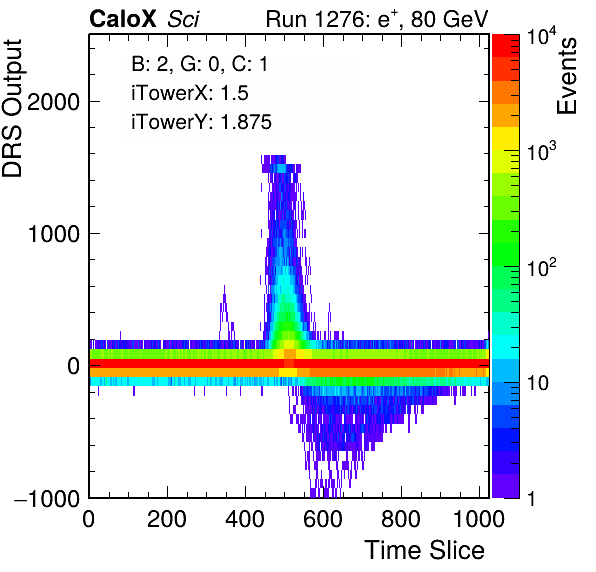 CaloX Sci Run 1276: e⁺, 80 GeV
B: 2, G: 0, C: 1
iTowerX: 1.5
iTowerY: 1.875
DRS Output
2000
1000
0
−1000
0 200 400 600 800 1000
Time Slice
Events
10⁴
10³
10²
10
1